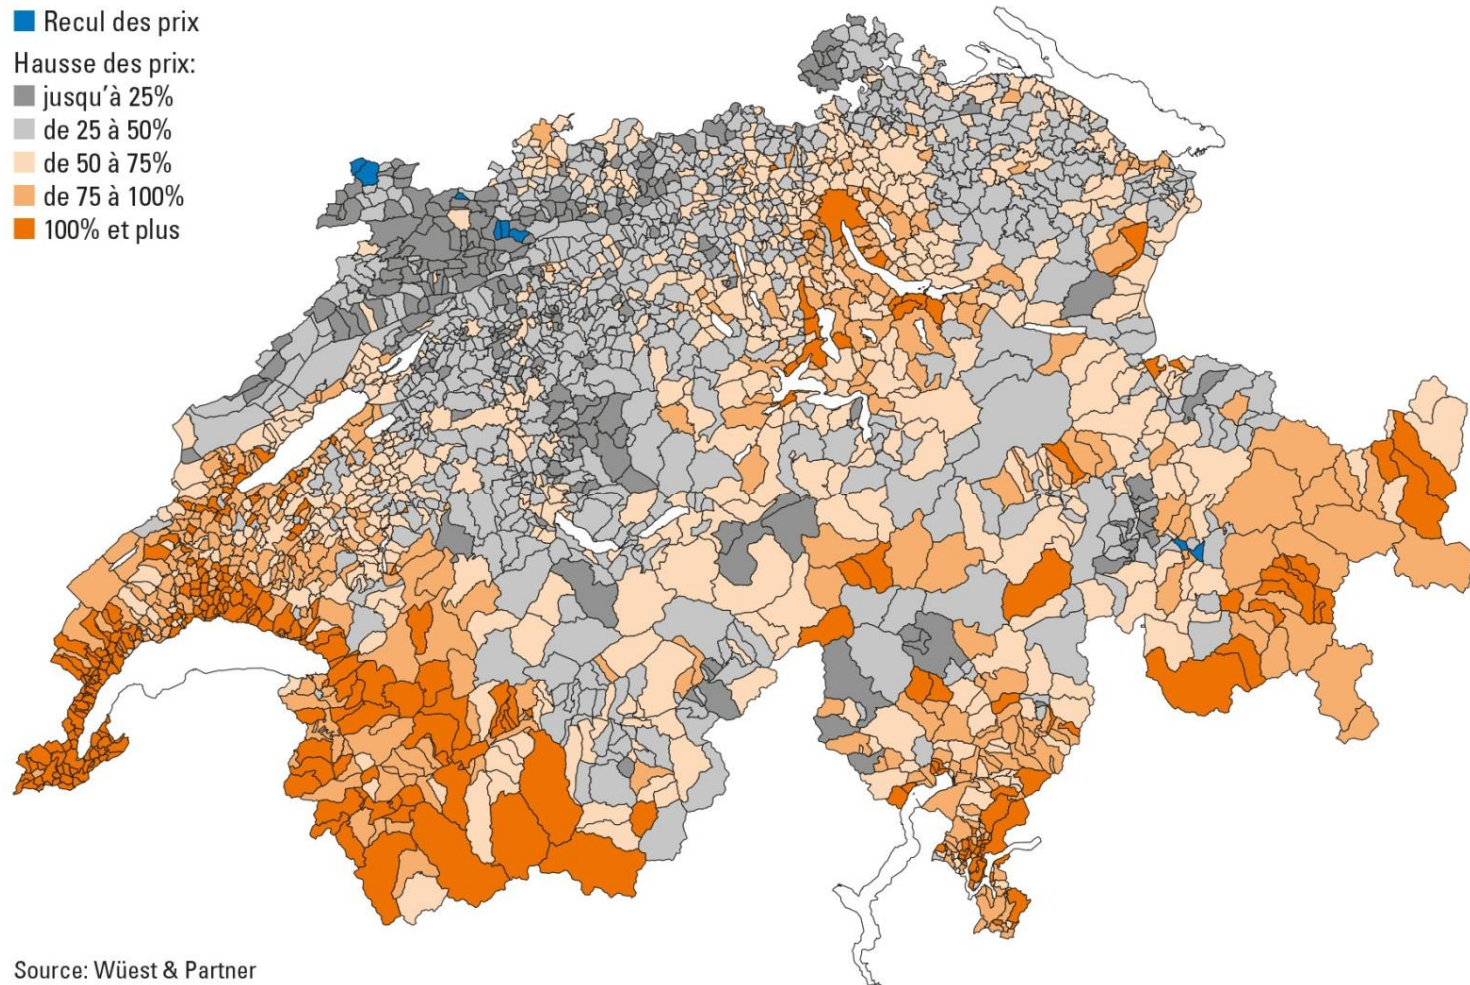 Recul des prix
Hausse des prix:
jusqu’à 25%
de 25 à 50%
de 50 à 75%
de 75 à 100%
100% et plus
Source: Wüest & Partner